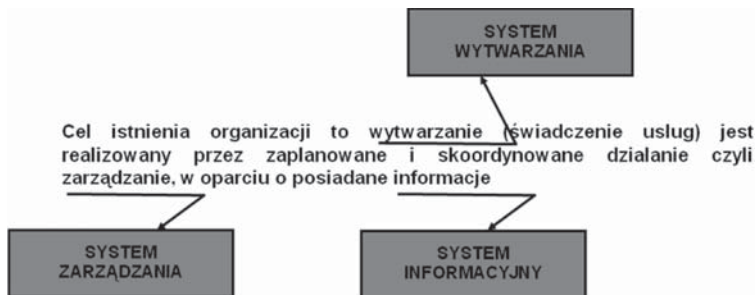 SYSTEM
WYTWARZANIA
Cel istnienia organizacji to wytwarzanie (świadczenie uslug) jest
realizowany przez zaplanowane i skoordynowane dzialanie czyli
zarządzanie, w oparciu o posiadane informacje
SYSTEM
ZARZĄDZANIA
SYSTEM
INFORMACYJNY